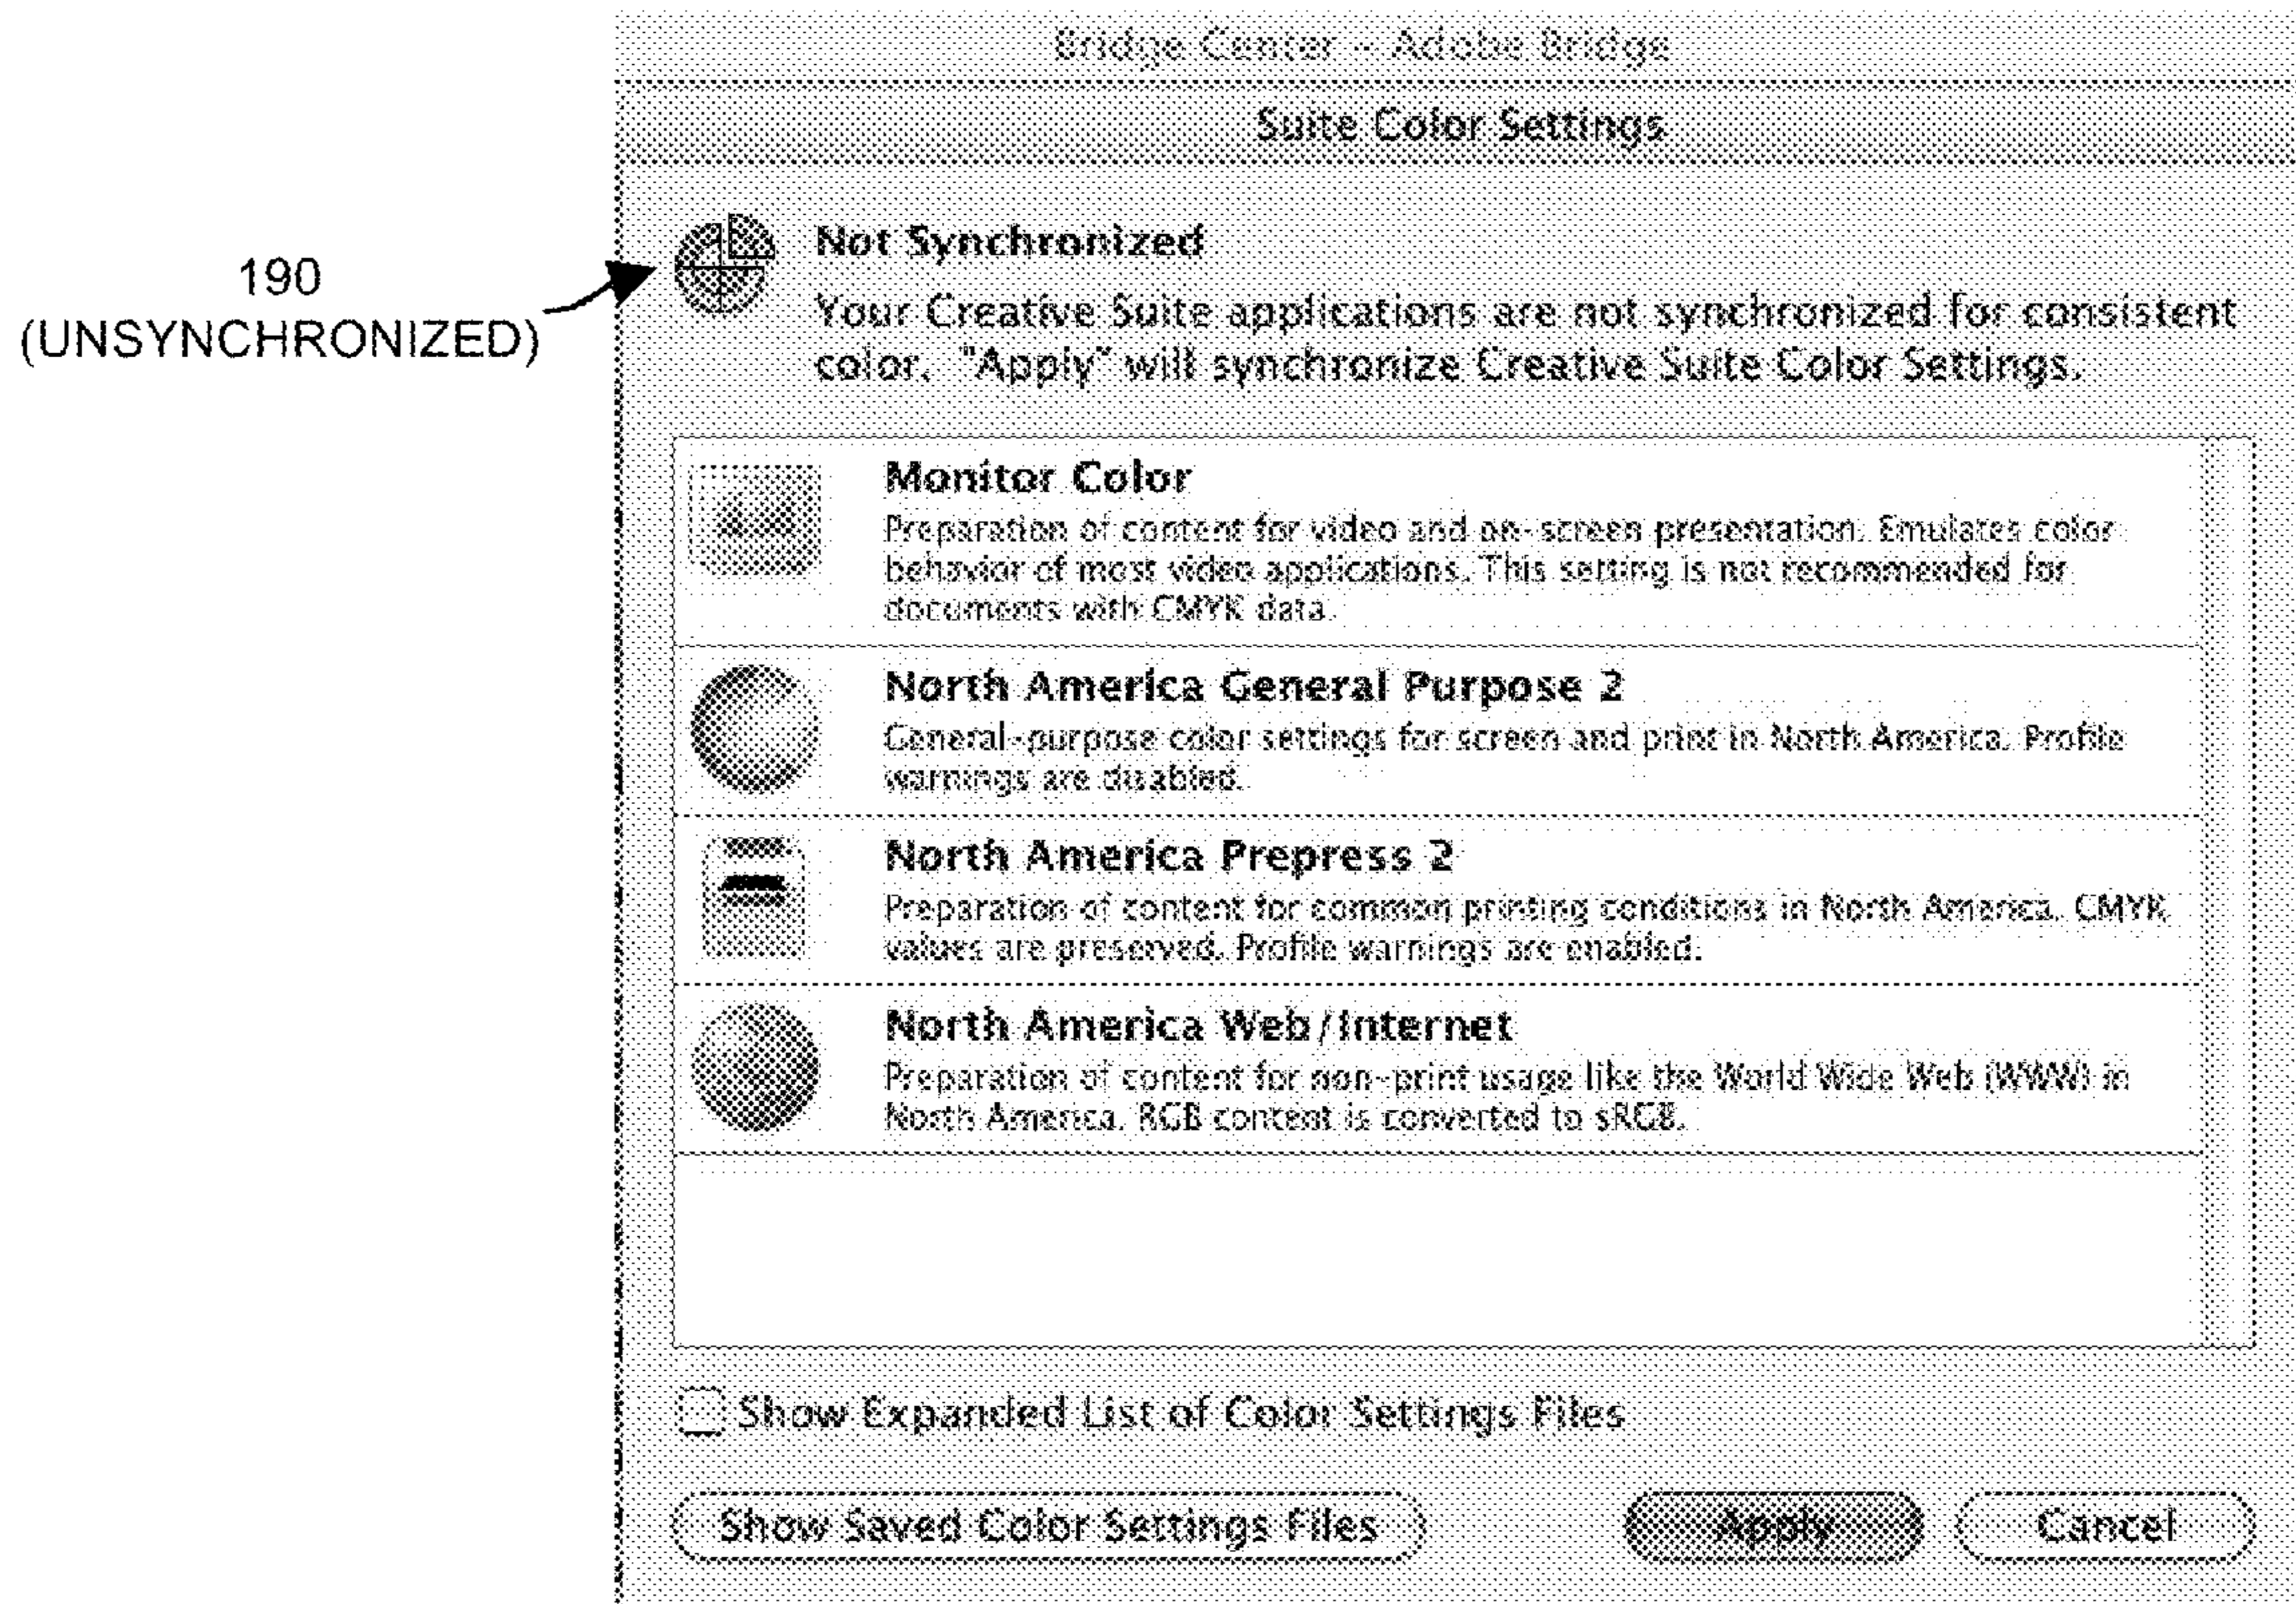 Bridge Center - Adobe Bridge
Suite Color Settings
190
(UNSYNCHRONIZED)
Not Synchronized
Your Creative Suite applications are not synchronized for consistent
color. "Apply" will synchronize Creative Suite Color Settings.
Monitor Color
Preparation of content for video and on-screen presentation. Emulates color
behavior of most video applications. This setting is not recommended for
documents with CMYK data.
North America General Purpose 2
General-purpose color settings for screen and print in North America. Profile
warnings are disabled.
North America Prepress 2
Preparation of content for common printing conditions in North America. CMYK
values are preserved. Profile warnings are enabled.
North America Web/Internet
Preparation of content for non-print usage like the World Wide Web (WWW) in
North America. RGB content is converted to sRGB.
Show Expanded List of Color Settings Files
Show Saved Color Settings Files
Apply
Cancel